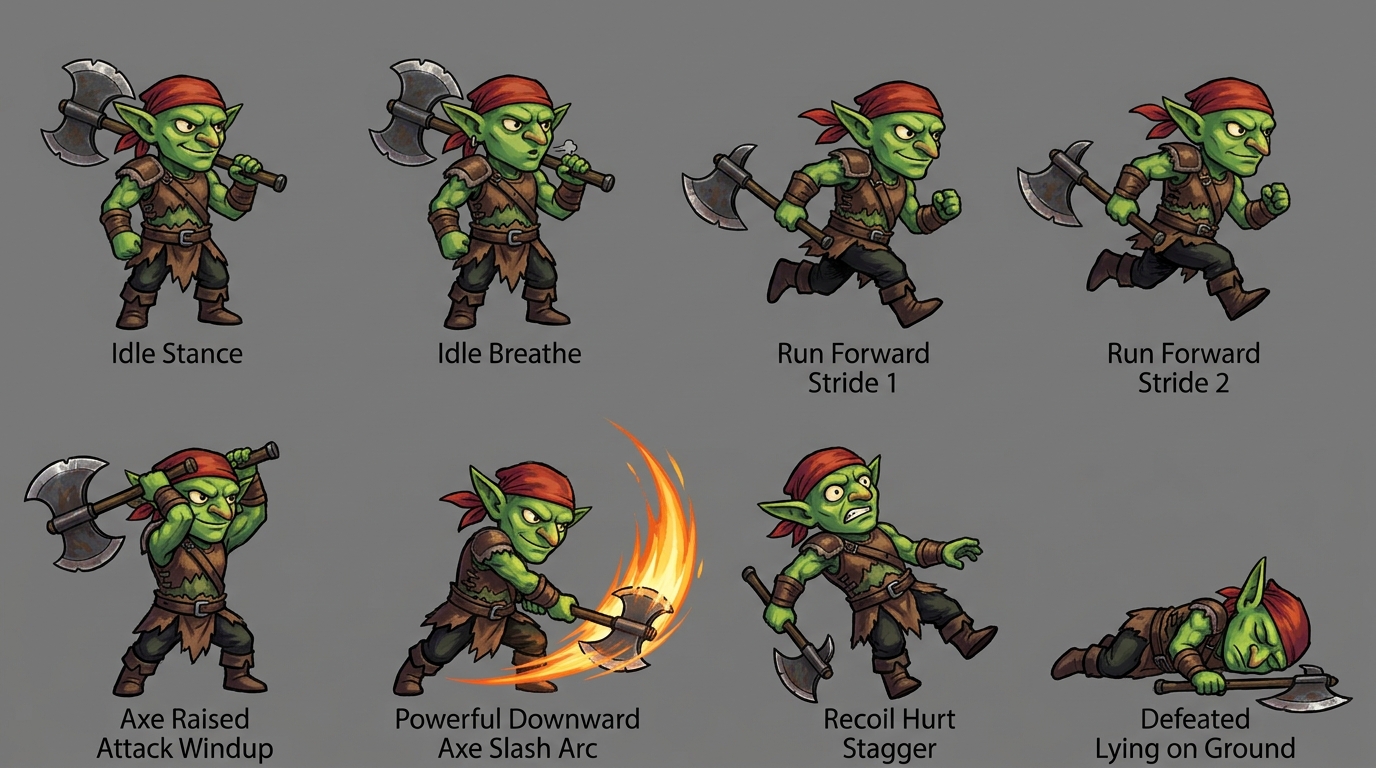 Idle Stance
Idle Breathe
Run Forward
Stride 1
Run Forward
Stride 2
Axe Raised
Attack Windup
Powerful Downward
Axe Slash Arc
Recoil Hurt
Stagger
Defeated
Lying on Ground